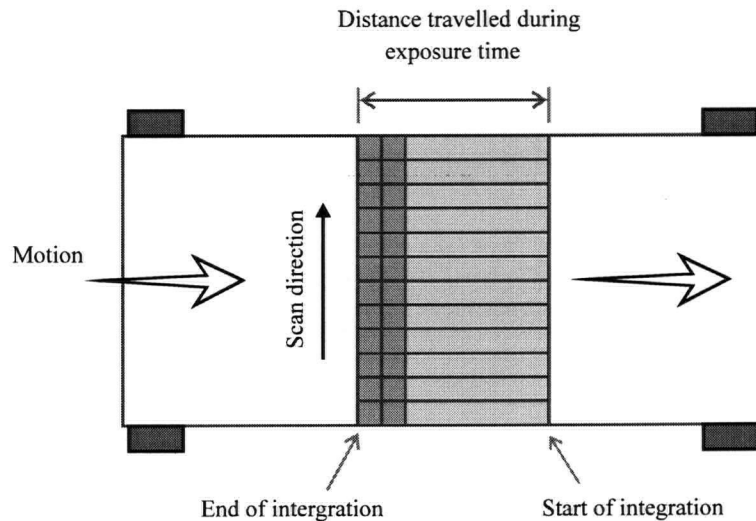 Distance travelled during
exposure time
Motion
Scan direction
End of intergration
Start of integration